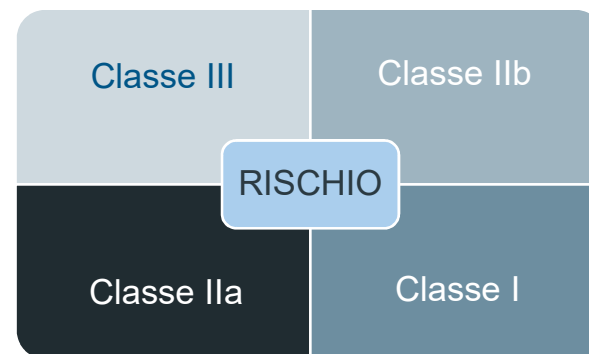 Classe III
Classe IIb
RISCHIO
Classe IIa
Classe I